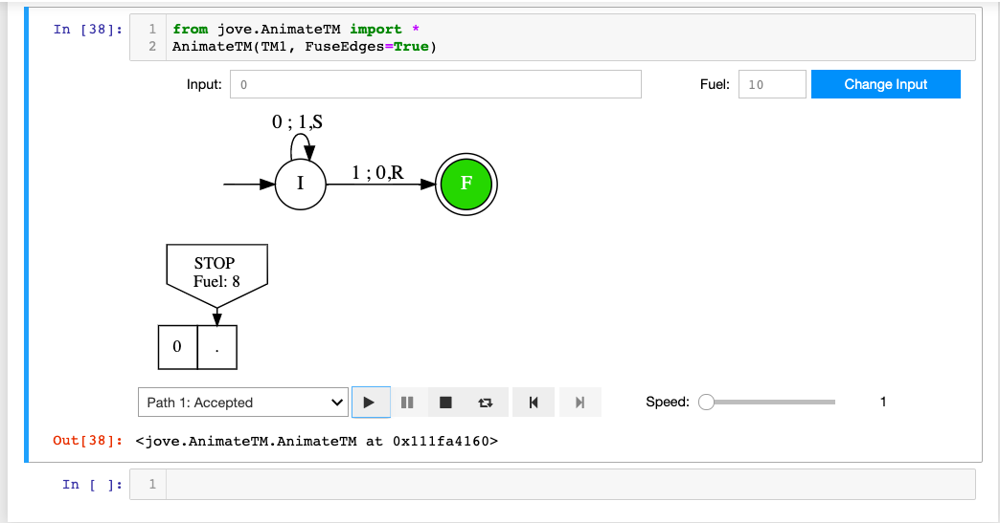 In [38]:
1 from jove.AnimateTM import *
2 AnimateTM(TM1, FuseEdges=True)
Input: 0 Fuel: 10 Change Input
0 ; 1,S
I 1 ; 0,R F
STOP
Fuel: 8
0 .
Path 1: Accepted Speed: 1
Out[38]: <jove.AnimateTM.AnimateTM at 0x111fa4160>
In [ ]: 1